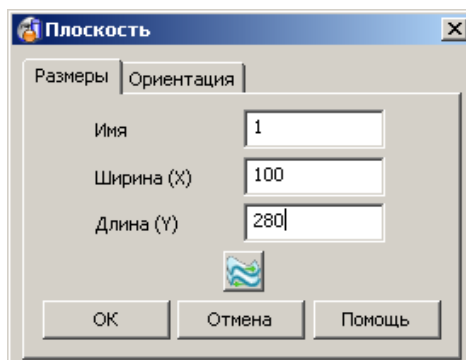 Плоскость
Размеры Ориентация
Имя 1
Ширина (X) 100
Длина (Y) 280
OK Отмена Помощь